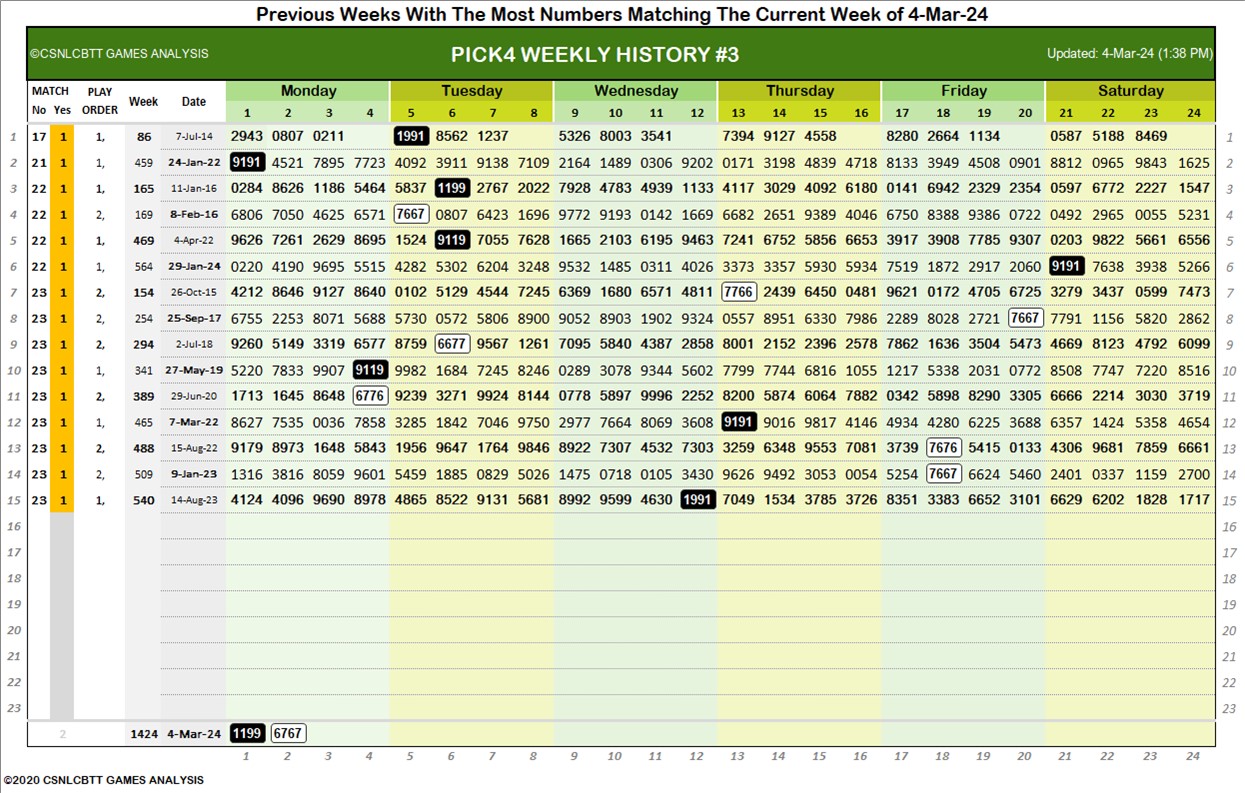 Previous Weeks With The Most Numbers Matching The Current Week of 4-Mar-24
©CSNLCBTT GAMES ANALYSIS PICK4 WEEKLY HISTORY #3 Updated: 4-Mar-24 (1:38 PM)
MATCH PLAY Week Date Monday Tuesday Wednesday Thursday Friday Saturday
No Yes ORDER 1 2 3 4 5 6 7 8 9 10 11 12 13 14 15 16 17 18 19 20 21 22 23 24
1 17 1 1, 86 7-Jul-14 2943 0807 0211 1991 8562 1237 5326 8003 3541 7394 9127 4558 8280 2664 1134 0587 5188 8469 1
2 21 1 1, 459 24-Jan-22 9191 4521 7895 7723 4092 3911 9138 7109 2164 1489 0306 9202 0171 3198 4839 4718 8133 3949 4508 0901 8812 0965 9843 1625 2
3 22 1 1, 165 11-Jan-16 0284 8626 1186 5464 5837 1199 2767 2022 7928 4783 4939 1133 4117 3029 4092 6180 0141 6942 2329 2354 0597 6772 2227 1547 3
4 22 1 2, 169 8-Feb-16 6806 7050 4625 6571 7667 0807 6423 1696 9772 9193 0142 1669 6682 2651 9389 4046 6750 8388 9386 0722 0492 2965 0055 5231 4
5 22 1 1, 469 4-Apr-22 9626 7261 2629 8695 1524 9119 7055 7628 1665 2103 6195 9463 7241 6752 5856 6653 3917 3908 7785 9307 0203 9822 5661 6556 5
6 22 1 1, 564 29-Jan-24 0220 4190 9695 5515 4282 5302 6204 3248 9532 1485 0311 4026 3373 3357 5930 5934 7519 1872 2917 2060 9191 7638 3938 5266 6
7 23 1 2, 154 26-Oct-15 4212 8646 9127 8640 0102 5129 4544 7245 6369 1680 6571 4811 7766 2439 6450 0481 9621 0172 4705 6725 3279 3437 0599 7473 7
8 23 1 2, 254 25-Sep-17 6755 2253 8071 5688 5730 0572 5806 8900 9052 8903 1902 9324 0557 8951 6330 7986 2289 8028 2721 7667 7791 1156 5820 2862 8
9 23 1 2, 294 2-Jul-18 9260 5149 3319 6577 8759 6677 9567 1261 7095 5840 4387 2858 8001 2152 2396 2578 7862 1636 3504 5473 4669 8123 4792 6099 9
10 23 1 1, 341 27-May-19 5220 7833 9907 9119 9982 1684 7245 8246 0289 3078 9344 5602 7799 7744 6816 1055 1217 5338 2031 0772 8508 7747 7220 8516 10
11 23 1 2, 389 29-Jun-20 1713 1645 8648 6776 9239 3271 9924 8144 0778 5897 9996 2252 8200 5874 6064 7882 0342 5898 8290 3305 6666 2214 3030 3719 11
12 23 1 1, 465 7-Mar-22 8627 7535 0036 7858 3285 1842 7046 9750 2977 7664 8069 3608 9191 9016 9817 4146 4934 4280 6225 3688 6357 1424 5358 4654 12
13 23 1 2, 488 15-Aug-22 9179 8973 1648 5843 1956 9647 1764 9846 8922 7307 4532 7303 3259 6348 9553 7081 3739 7676 5415 0133 4306 9681 7859 6661 13
14 23 1 2, 509 9-Jan-23 1316 3816 8059 9601 5459 1885 0829 5026 1475 0718 0105 3430 9626 9492 3053 0054 5254 7667 6624 5460 2401 0337 1159 2700 14
15 23 1 1, 540 14-Aug-23 4124 4096 9690 8978 4865 8522 9131 5681 8992 9599 4630 1991 7049 1534 3785 3726 8351 3383 6652 3101 6629 6202 1828 1717 15
16 16
17 17
18 18
19 19
20 20
21 21
22 22
23 23
2 1424 4-Mar-24 1199 6767
1 2 3 4 5 6 7 8 9 10 11 12 13 14 15 16 17 18 19 20 21 22 23 24
©2020 CSNLCBTT GAMES ANALYSIS